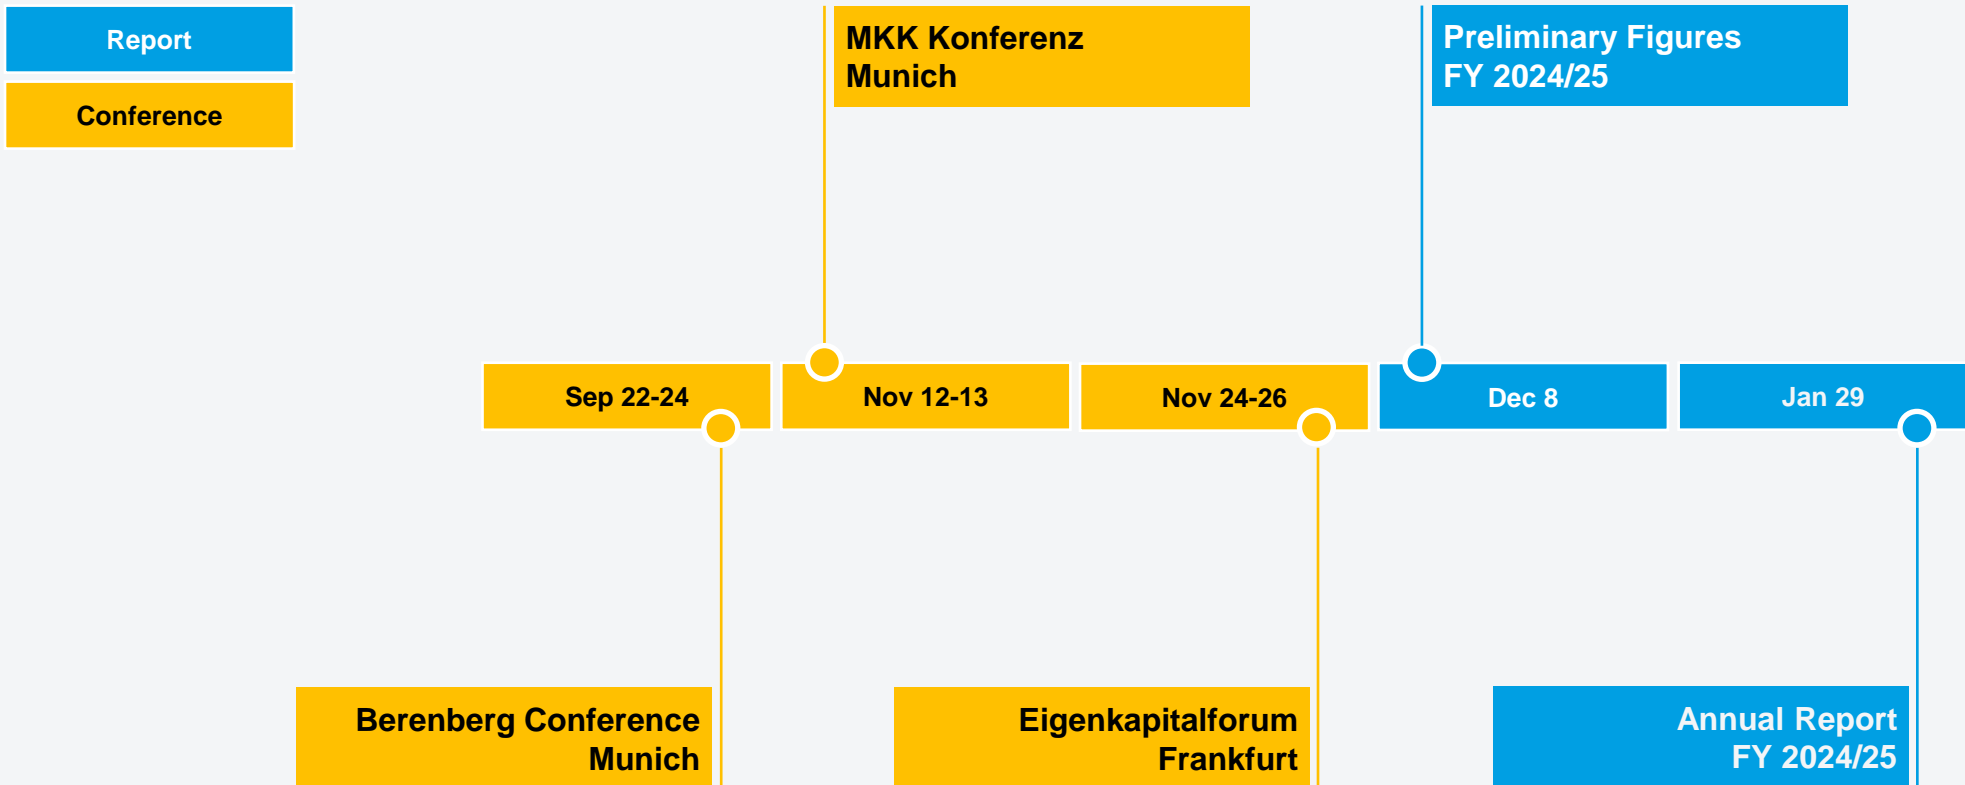 Report
Conference
MKK Konferenz
Munich
Preliminary Figures
FY 2024/25
Sep 22-24
Nov 12-13
Nov 24-26
Dec 8
Jan 29
Berenberg Conference
Munich
Eigenkapitalforum
Frankfurt
Annual Report
FY 2024/25